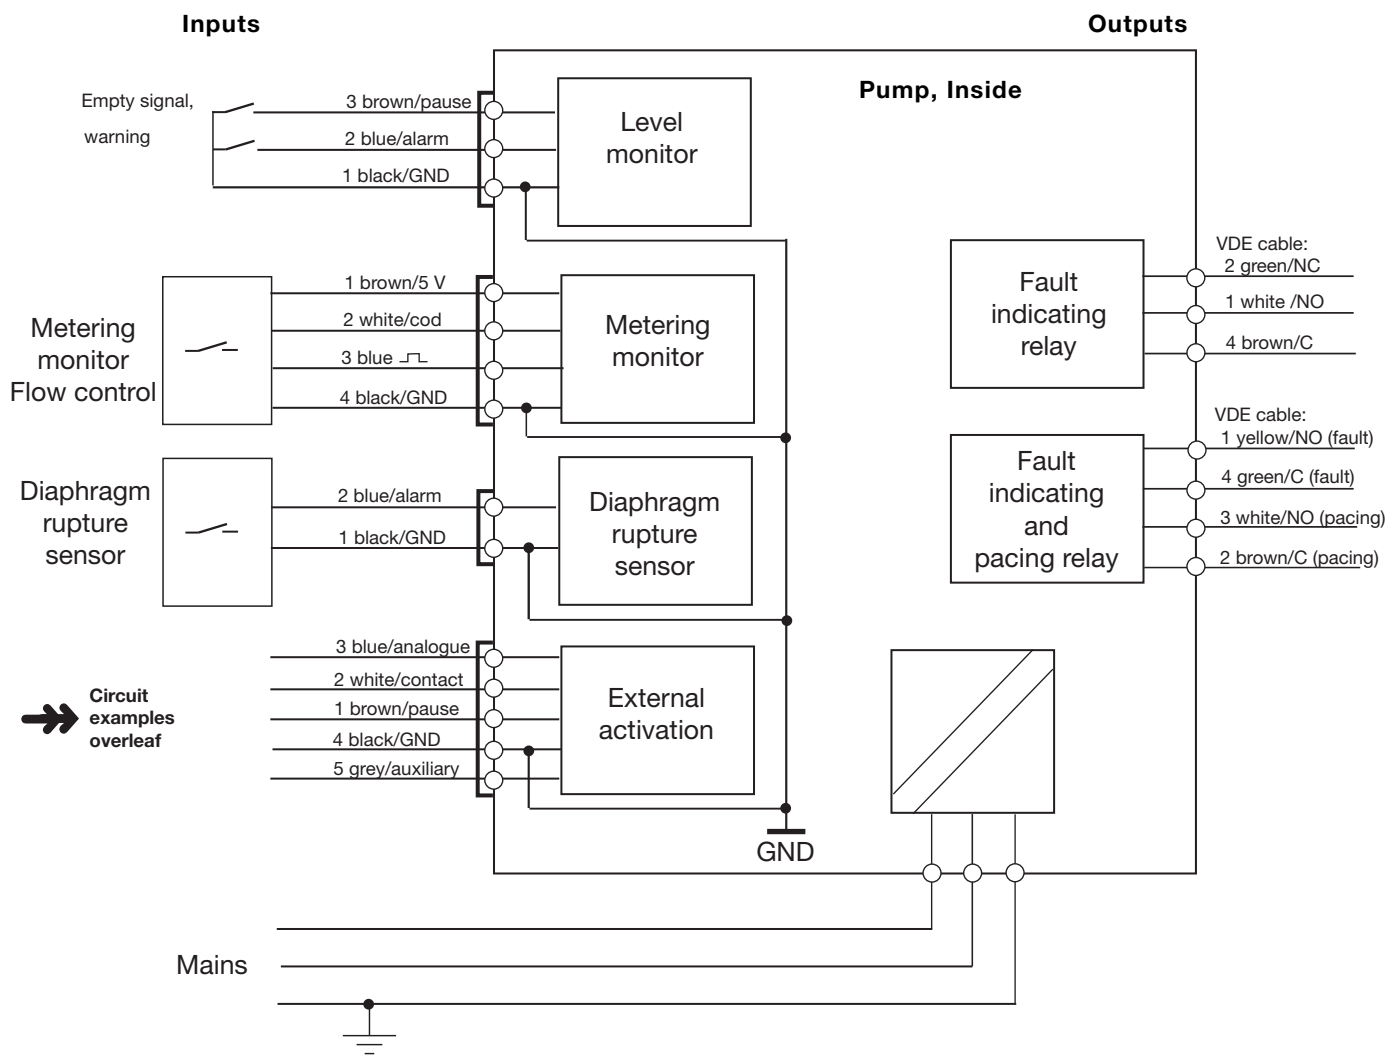 Inputs
Outputs
Pump, Inside
Empty signal,
warning
3 brown/pause
2 blue/alarm
1 black/GND
Level
monitor
Metering
monitor
Flow control
1 brown/5 V
2 white/cod
3 blue
4 black/GND
Metering
monitor
Diaphragm
rupture
sensor
2 blue/alarm
1 black/GND
Diaphragm
rupture
sensor
Circuit
examples
overleaf
3 blue/analogue
2 white/contact
1 brown/pause
4 black/GND
5 grey/auxiliary
External
activation
GND
Fault
indicating
relay
VDE cable:
2 green/NC
1 white /NO
4 brown/C
Fault
indicating
and
pacing relay
VDE cable:
1 yellow/NO (fault)
4 green/C (fault)
3 white/NO (pacing)
2 brown/C (pacing)
Mains